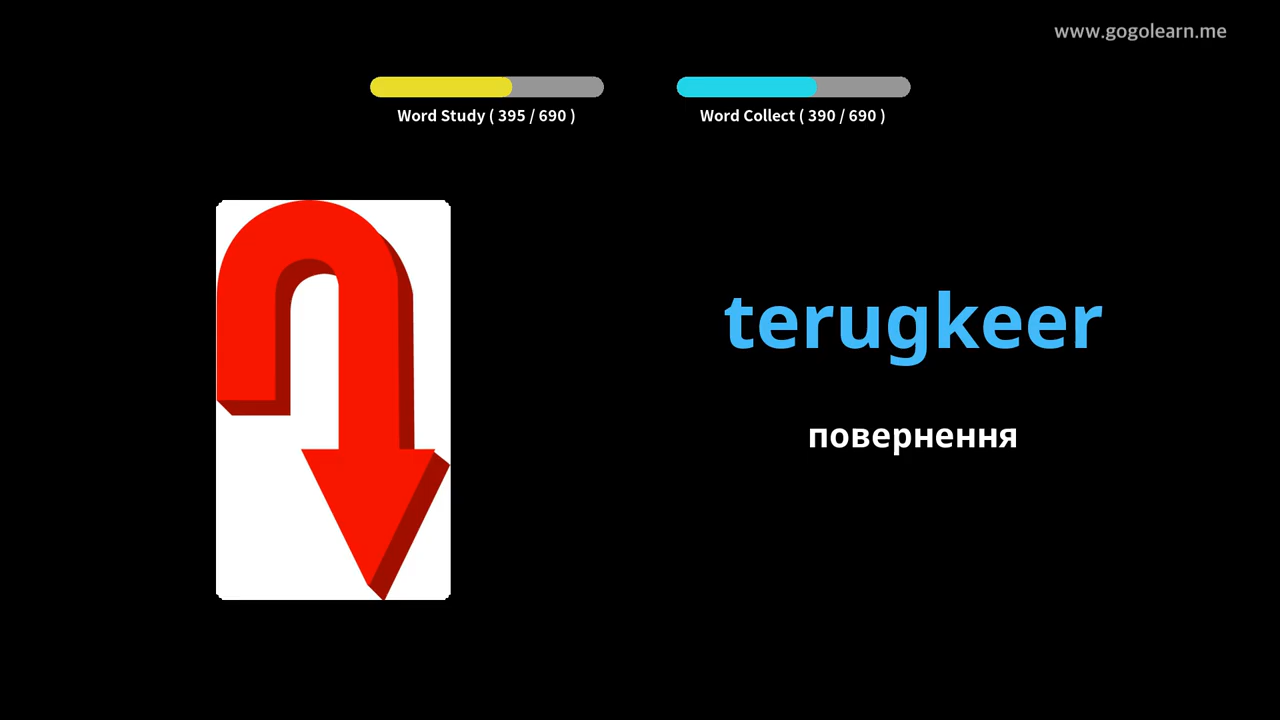 www.gogolearn.me
Word Study ( 395 / 690 )
Word Collect ( 390 / 690 )
terugkeer
повернення